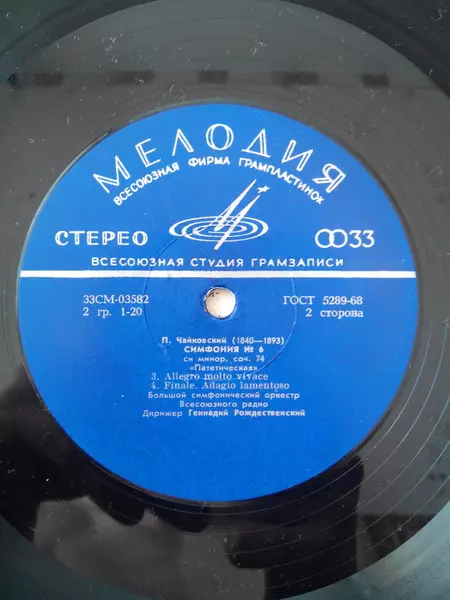 МЕЛОДИЯ
ВСЕСОЮЗНАЯ ФИРМА ГРАМПЛАСТИНОК
СТЕРЕО
33
ВСЕСОЮЗНАЯ СТУДИЯ ГРАМЗАПИСИ
33СМ-03582
ГОСТ 5289-68
2 гр. 1-20
2 сторона
П. Чайковский (1840—1893)
СИМФОНИЯ № 6
си минор, соч. 74
«Патетическая»
3. Allegro molto vivace
4. Finale. Adagio lamentoso
Большой симфонический оркестр
Всесоюзного радио
Дирижер Геннадий Рождественский